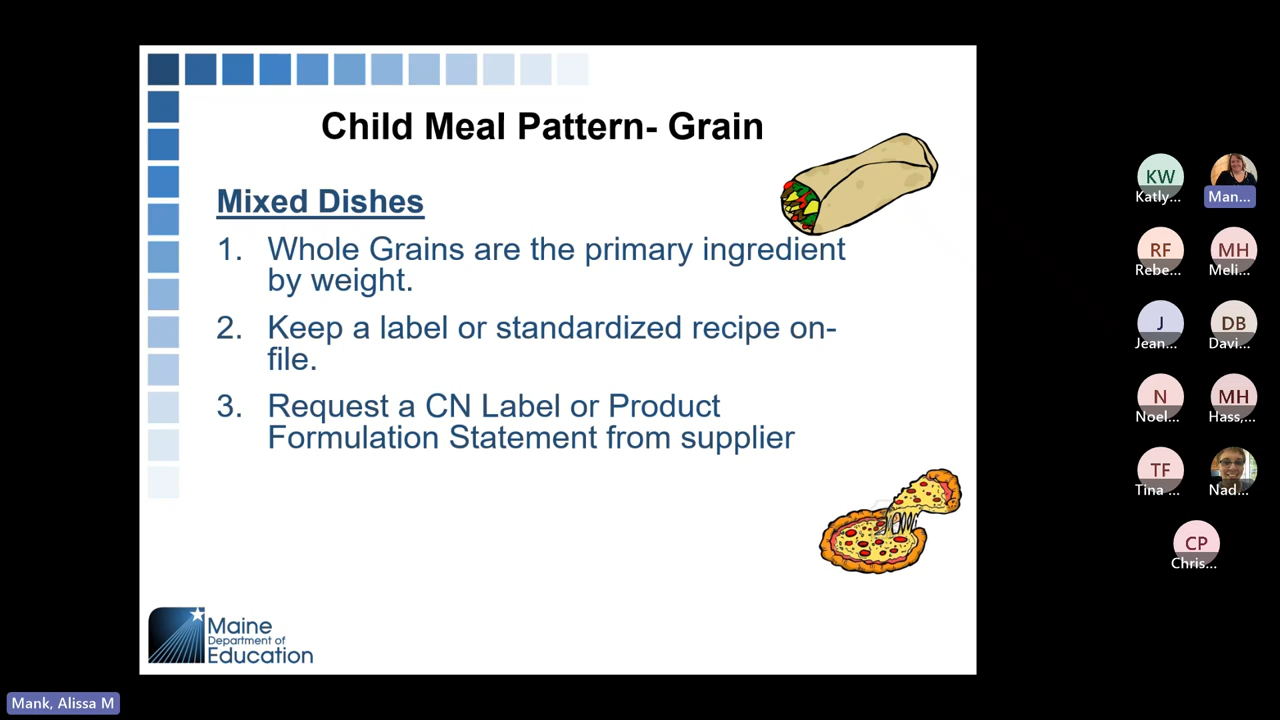 Child Meal Pattern- Grain
Mixed Dishes
1. Whole Grains are the primary ingredient
by weight.
2. Keep a label or standardized recipe on-
file.
3. Request a CN Label or Product
Formulation Statement from supplier
Maine
Department of
Education
KW
Katly...
Man...
RF
Rebe...
MH
Meli...
J
Jean...
DB
Davi...
N
Noel...
MH
Hass,...
TF
Tina ...
Nad...
CP
Chris...
Mank, Alissa M